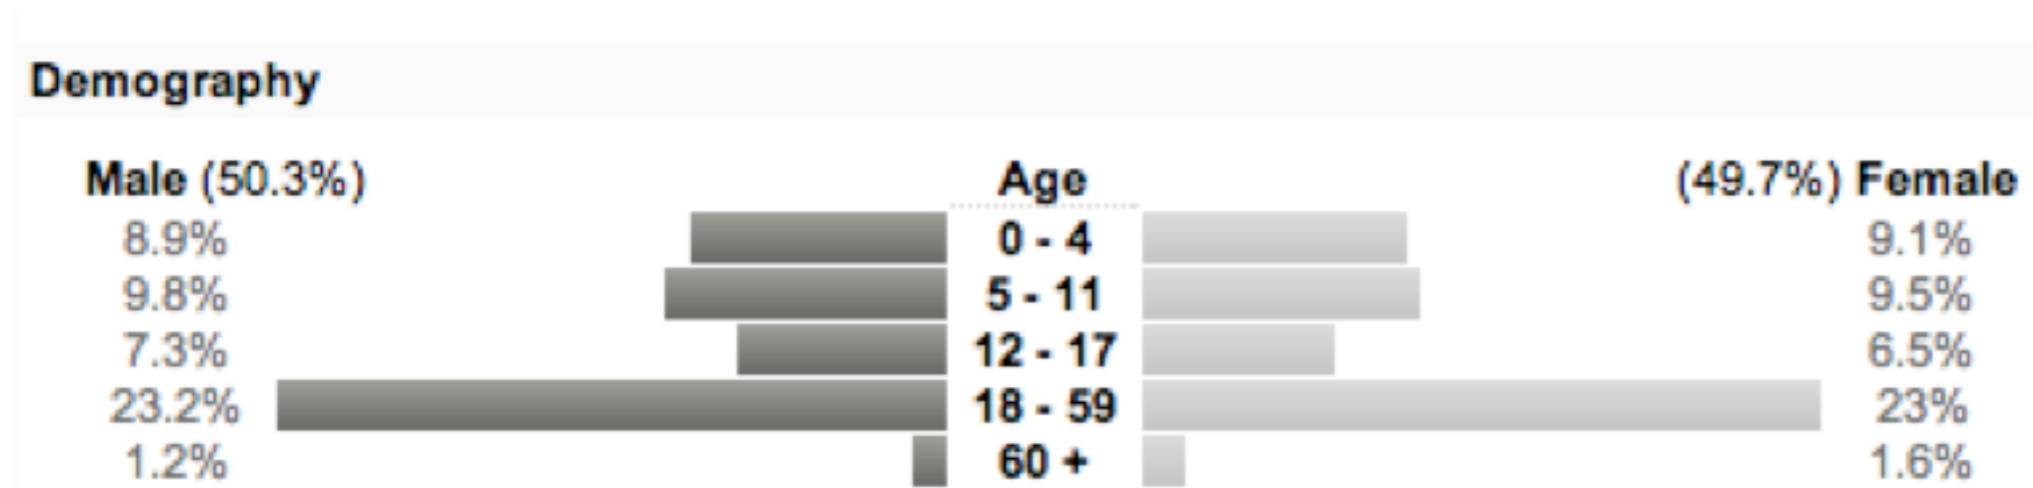 Demography
Male (50.3%) Age (49.7%) Female
8.9% 0 - 4 9.1%
9.8% 5 - 11 9.5%
7.3% 12 - 17 6.5%
23.2% 18 - 59 23%
1.2% 60 + 1.6%